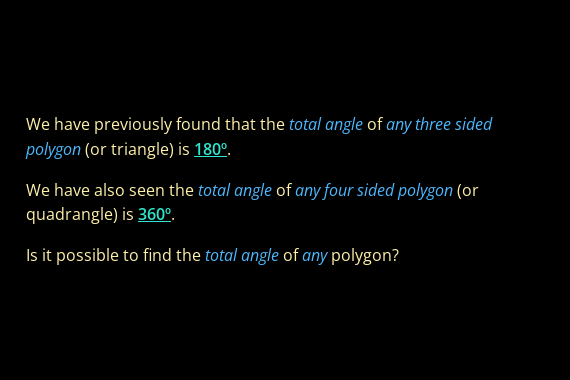 We have previously found that the total angle of any three sided
polygon (or triangle) is 180º.
We have also seen the total angle of any four sided polygon (or
quadrangle) is 360º.
Is it possible to find the total angle of any polygon?